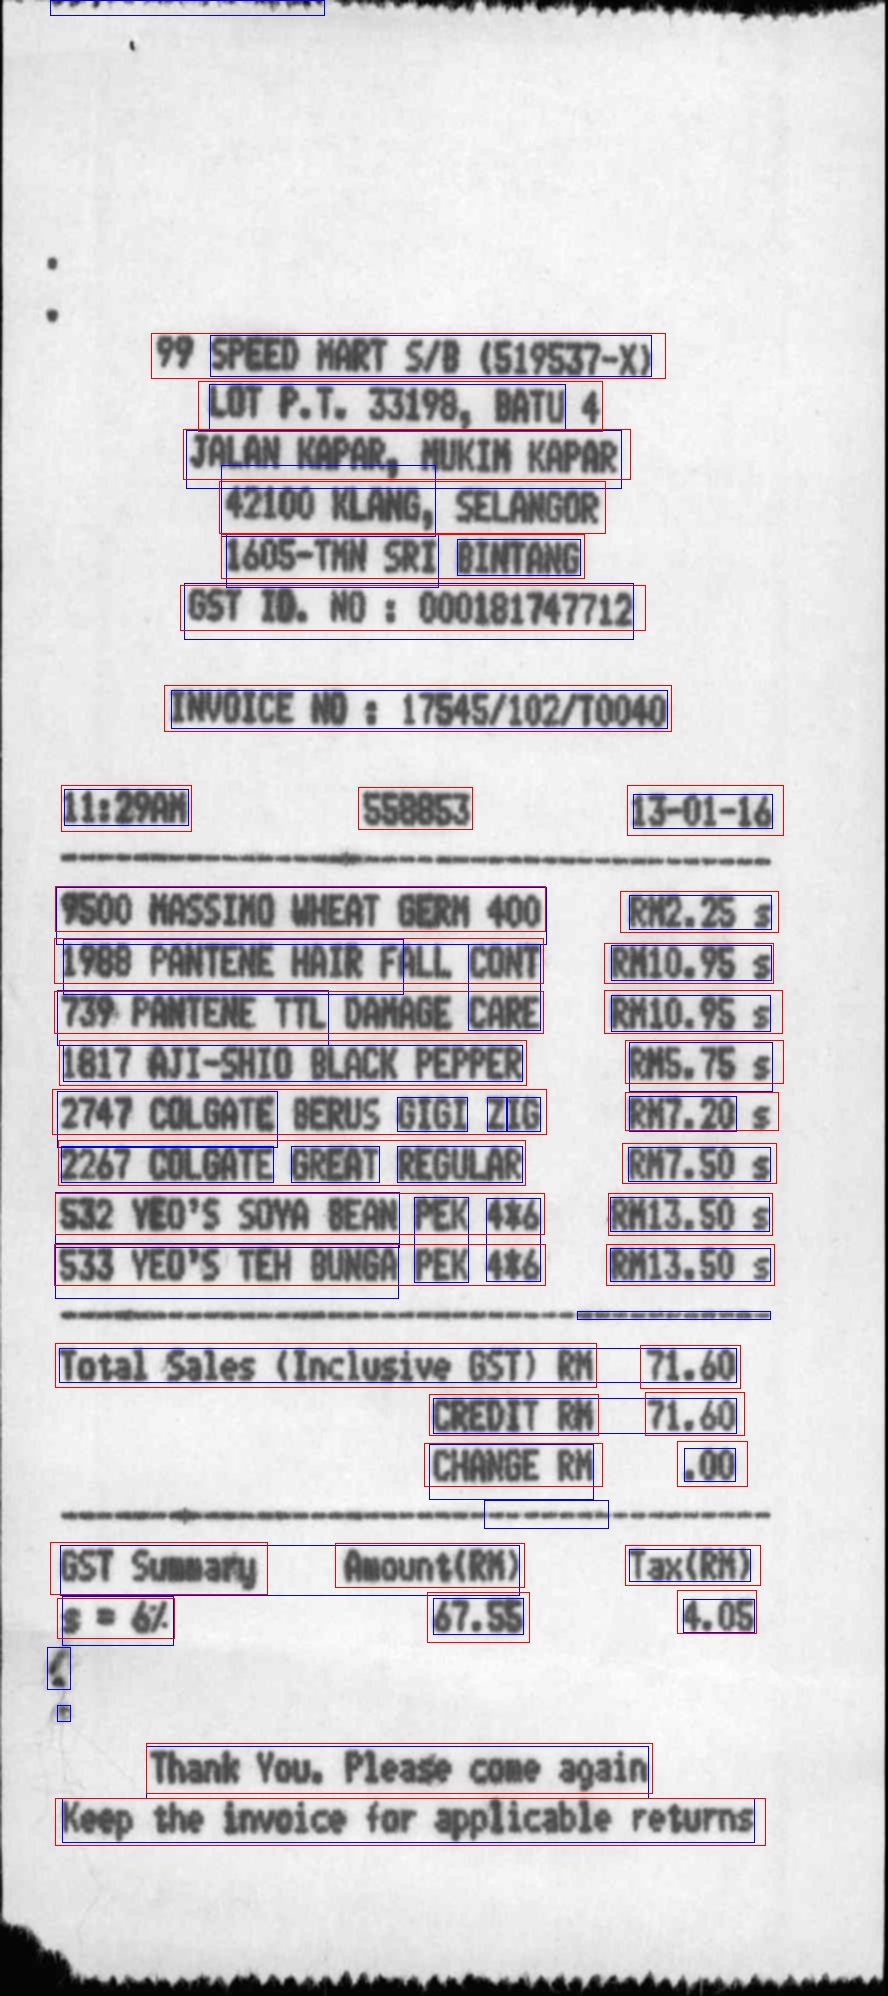 99 SPEED MART S/B (519537-X)
LOT P.T. 33198, BATU 4
JALAN KAPAR, MUKIM KAPAR
42100 KLANG, SELANGOR
1605-TMN SRI BINTANG
GST ID. NO : 000181747712
INVOICE NO : 17545/102/T0040
11:29AM 558853 13-01-16
9500 MASSIMO WHEAT GERM 400 RM2.25 s
1988 PANTENE HAIR FALL CONT RM10.95 s
739 PANTENE TTL DAMAGE CARE RM10.95 s
1817 AJI-SHIO BLACK PEPPER RM5.75 s
2747 COLGATE BERUS GIGI ZIG RM7.20 s
2267 COLGATE GREAT REGULAR RM7.50 s
532 YEO'S SOYA BEAN PEK 4*6 RM13.50 s
533 YEO'S TEH BUNGA PEK 4*6 RM13.50 s
Total Sales (Inclusive GST) RM 71.60
CREDIT RM 71.60
CHANGE RM .00
GST Summary Amount(RM) Tax(RM)
s = 6% 67.55 4.05
Thank You. Please come again
Keep the invoice for applicable returns